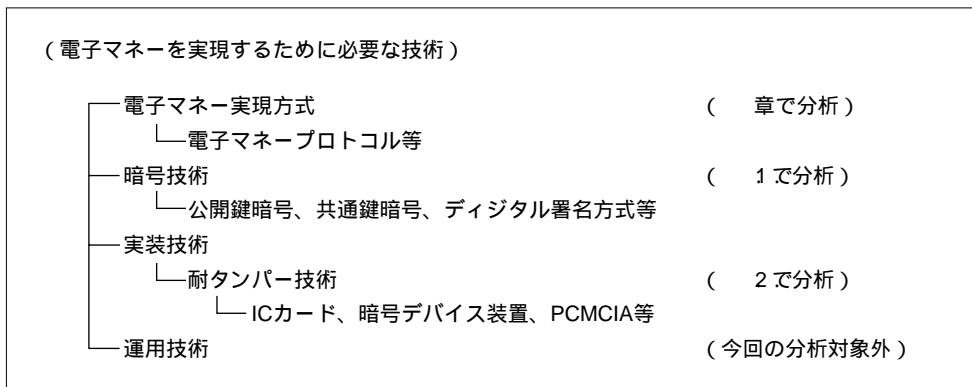 （電子マネーを実現するために必要な技術）
電子マネー実現方式 （　章で分析）
電子マネープロトコル等
暗号技術 （　1.で分析）
公開鍵暗号、共通鍵暗号、ディジタル署名方式等
実装技術
耐タンパー技術 （　2.で分析）
ICカード、暗号デバイス装置、PCMCIA等
運用技術 （今回の分析対象外）